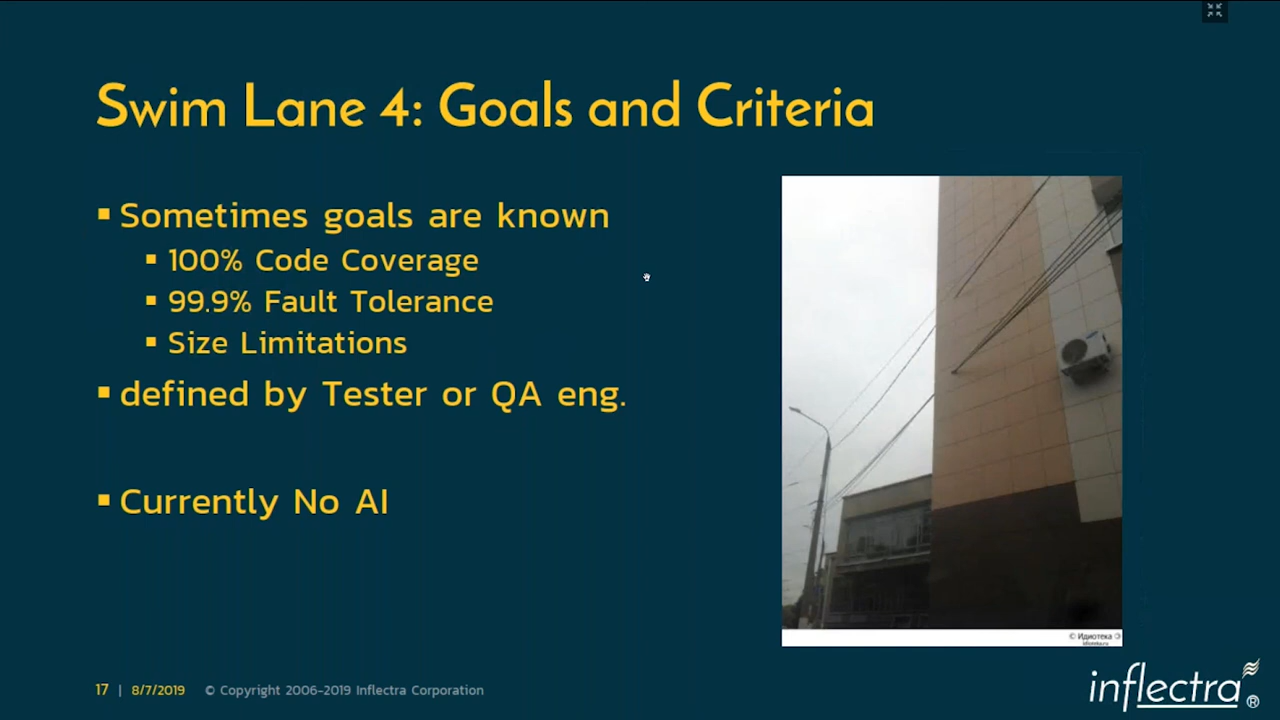 Swim Lane 4: Goals and Criteria
Sometimes goals are known
100% Code Coverage
99.9% Fault Tolerance
Size Limitations
defined by Tester or QA eng.
Currently No AI
© Идиотека
17 | 8/7/2019 © Copyright 2006-2019 Inflectra Corporation
inflectra®